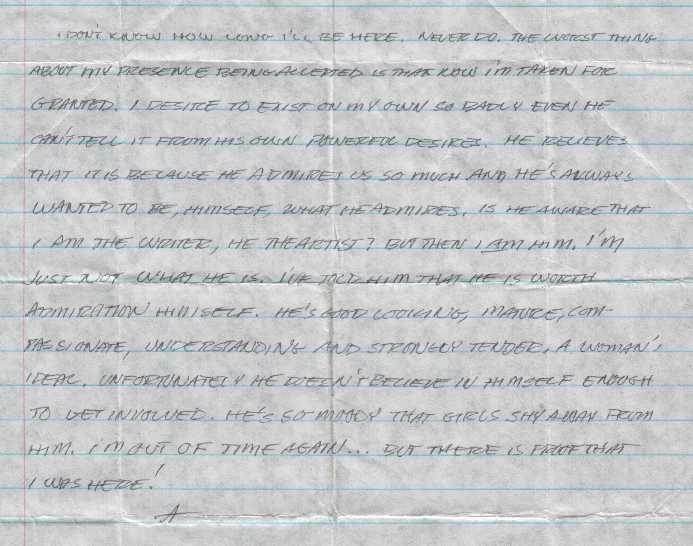 I DON'T KNOW HOW LONG I'LL BE HERE. NEVER DO. THE WORST THING
ABOUT MY PRESENCE BEING ACCEPTED IS THAT NOW I'M TAKEN FOR
GRANTED. I DESIRE TO EXIST ON MY OWN SO BADLY EVEN HE
CAN'T TELL IT FROM HIS OWN POWERFUL DESIRES. HE BELIEVES
THAT IT IS BECAUSE HE ADMIRES US SO MUCH AND HE'S ALWAYS
WANTED TO BE, HIMSELF, WHAT HE ADMIRES. IS HE AWARE THAT
I AM THE WRITER, HE THE ARTIST? BUT THEN I AM HIM. I'M
JUST NOT WHAT HE IS. I'VE TOLD HIM THAT HE IS WORTH
ADMIRATION HIMSELF. HE'S GOOD LOOKING, MATURE, COM-
PASSIONATE, UNDERSTANDING AND STRONGLY TENDER. A WOMAN'S
IDEAL. UNFORTUNATELY HE DOESN'T BELIEVE IN HIMSELF ENOUGH
TO GET INVOLVED. HE'S SO MOODY THAT GIRLS SHY AWAY FROM
HIM. I'M OUT OF TIME AGAIN... BUT THERE IS PROOF THAT
I WAS HERE!
A